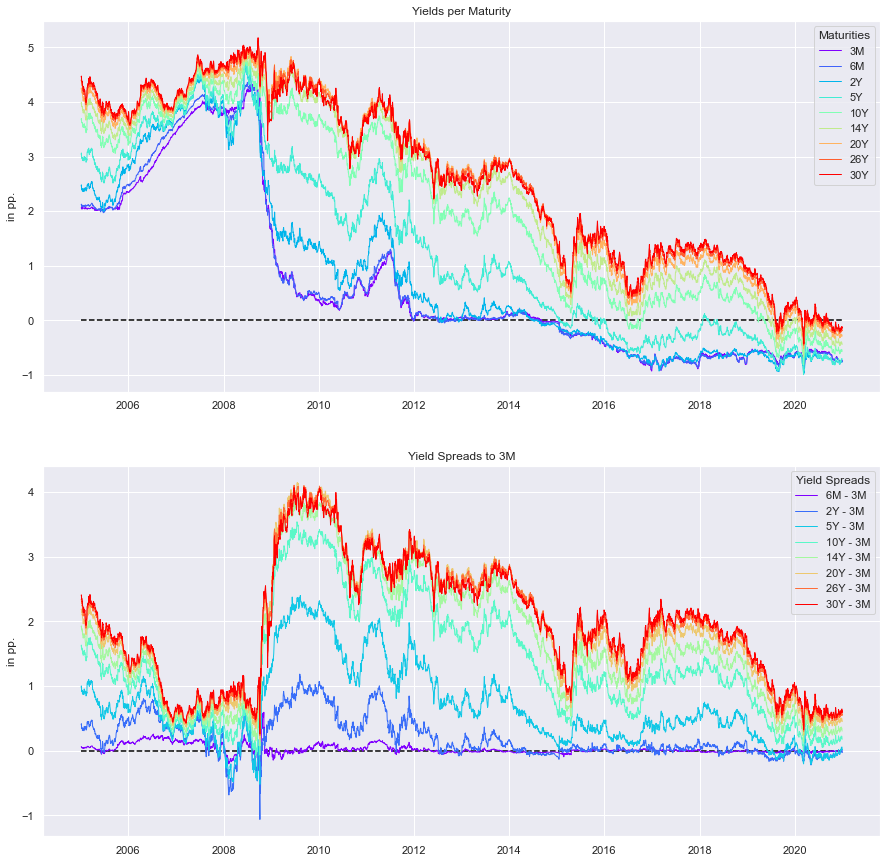 Yields per Maturity
in pp.
5
4
3
2
1
0
−1
2006 2008 2010 2012 2014 2016 2018 2020
Maturities
3M
6M
2Y
5Y
10Y
14Y
20Y
26Y
30Y
Yield Spreads to 3M
in pp.
4
3
2
1
0
−1
2006 2008 2010 2012 2014 2016 2018 2020
Yield Spreads
6M - 3M
2Y - 3M
5Y - 3M
10Y - 3M
14Y - 3M
20Y - 3M
26Y - 3M
30Y - 3M